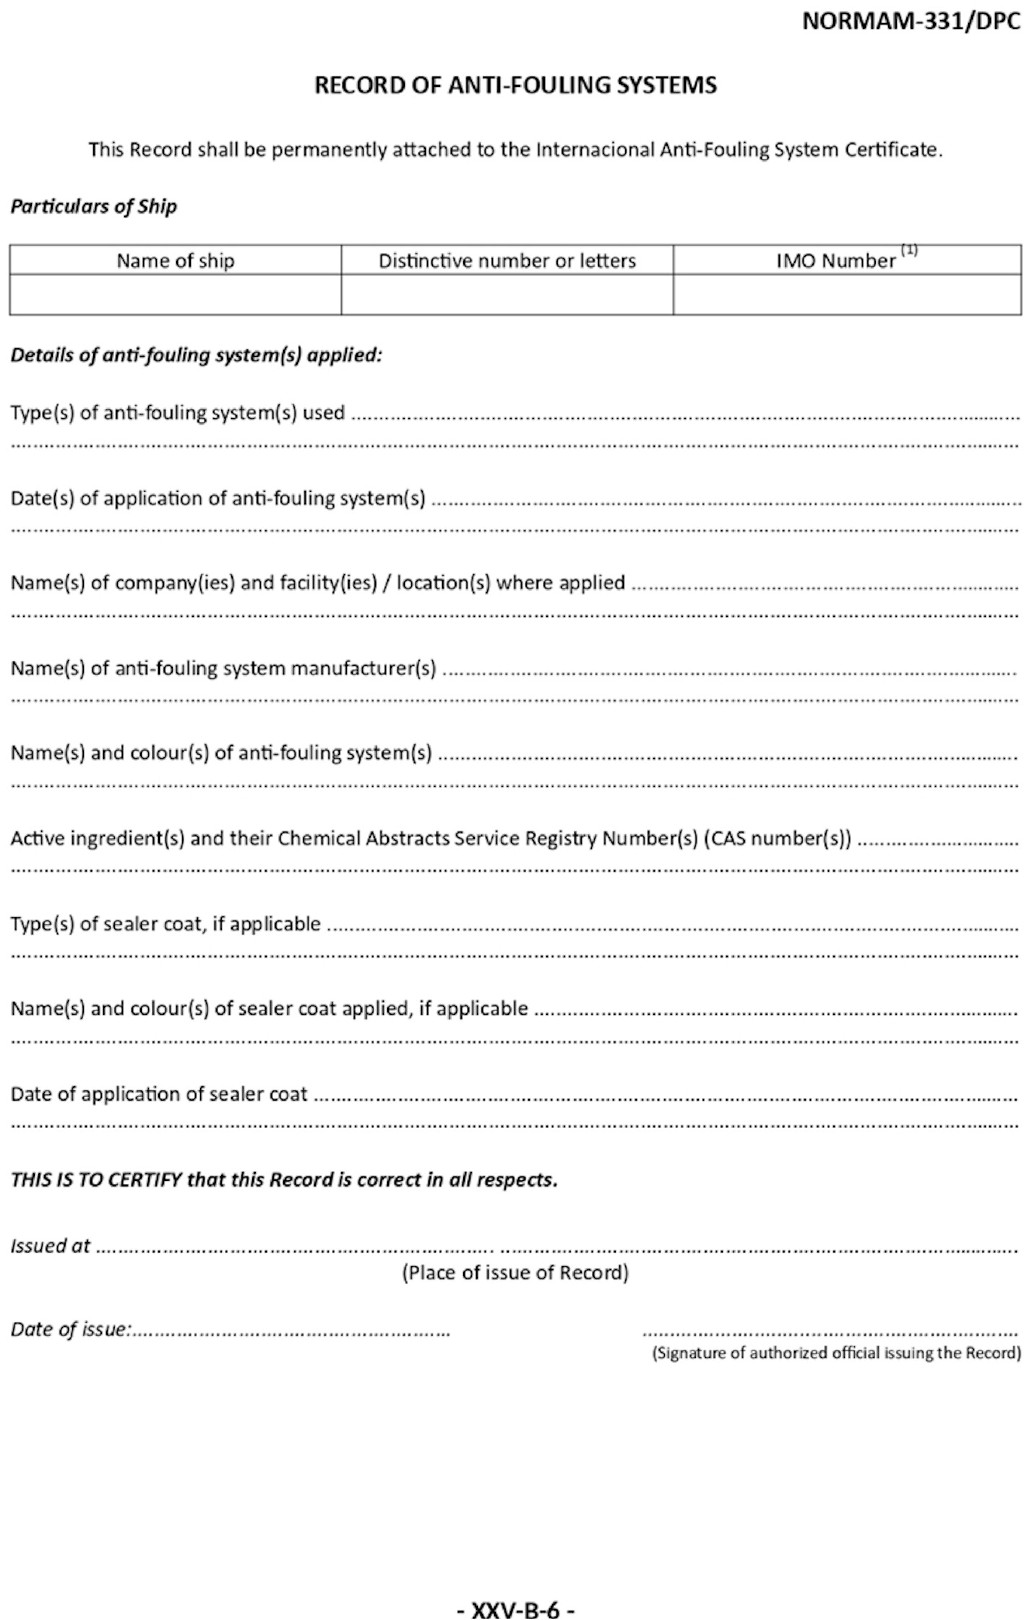 NORMAM-331/DPC
RECORD OF ANTI-FOULING SYSTEMS
This Record shall be permanently attached to the Internacional Anti-Fouling System Certificate.
Particulars of Ship
Name of ship Distinctive number or letters IMO Number (1)
Details of anti-fouling system(s) applied:
Type(s) of anti-fouling system(s) used ..........
..........
Date(s) of application of anti-fouling system(s) ..........
..........
Name(s) of company(ies) and facility(ies) / location(s) where applied ..........
..........
Name(s) of anti-fouling system manufacturer(s) ..........
..........
Name(s) and colour(s) of anti-fouling system(s) ..........
..........
Active ingredient(s) and their Chemical Abstracts Service Registry Number(s) (CAS number(s)) ..........
..........
Type(s) of sealer coat, if applicable ..........
..........
Name(s) and colour(s) of sealer coat applied, if applicable ..........
..........
Date of application of sealer coat ..........
..........
THIS IS TO CERTIFY that this Record is correct in all respects.
Issued at .......... ..........
(Place of issue of Record)
Date of issue:.......... ..........
(Signature of authorized official issuing the Record)
- XXV-B-6 -